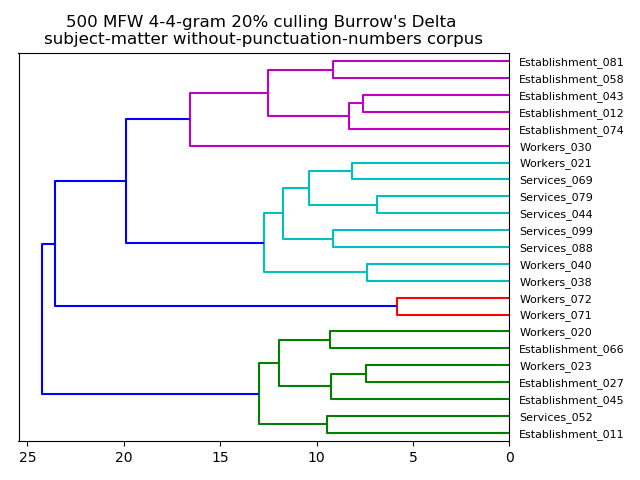 500 MFW 4-4-gram 20% culling Burrow's Delta
subject-matter without-punctuation-numbers corpus
Establishment_081
Establishment_058
Establishment_043
Establishment_012
Establishment_074
Workers_030
Workers_021
Services_069
Services_079
Services_044
Services_099
Services_088
Workers_040
Workers_038
Workers_072
Workers_071
Workers_020
Establishment_066
Workers_023
Establishment_027
Establishment_045
Services_052
Establishment_011
25 20 15 10 5 0